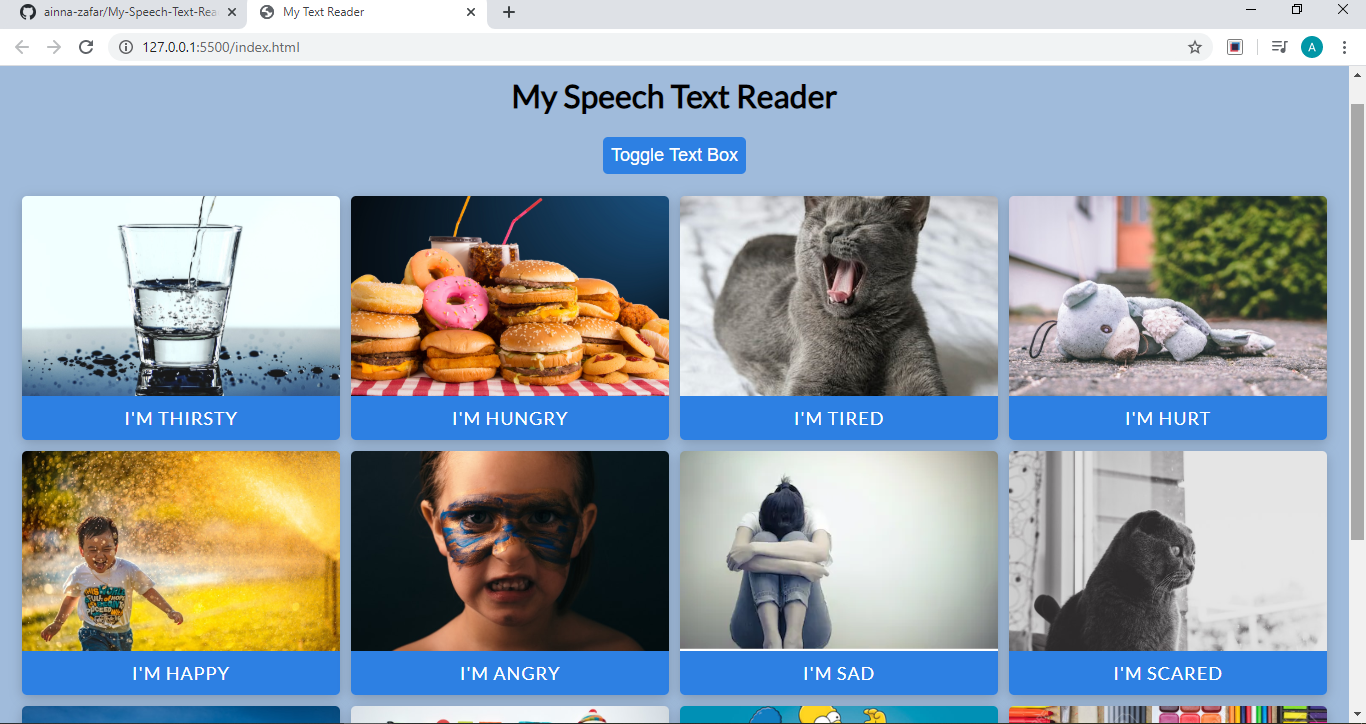 ainna-zafar/My-Speech-Text-Rea
My Text Reader
127.0.0.1:5500/index.html
A
My Speech Text Reader
Toggle Text Box
I'M THIRSTY
I'M HUNGRY
I'M TIRED
I'M HURT
I'M HAPPY
I'M ANGRY
I'M SAD
I'M SCARED